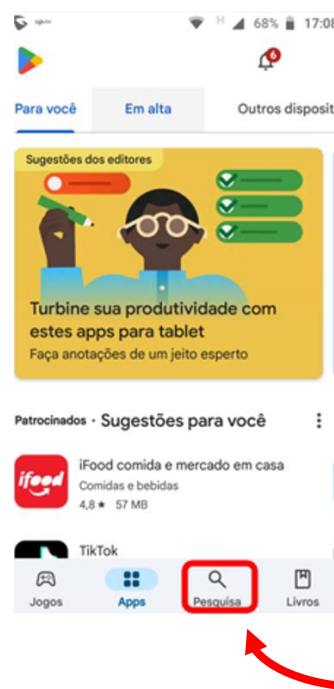 H 68% 17:08
6
Para você Em alta Outros disposit
Sugestões dos editores
Turbine sua produtividade com
estes apps para tablet
Faça anotações de um jeito esperto
Patrocinados · Sugestões para você
ifood
iFood comida e mercado em casa
Comidas e bebidas
4,8 ★ 57 MB
TikTok
Jogos Apps Pesquisa Livros